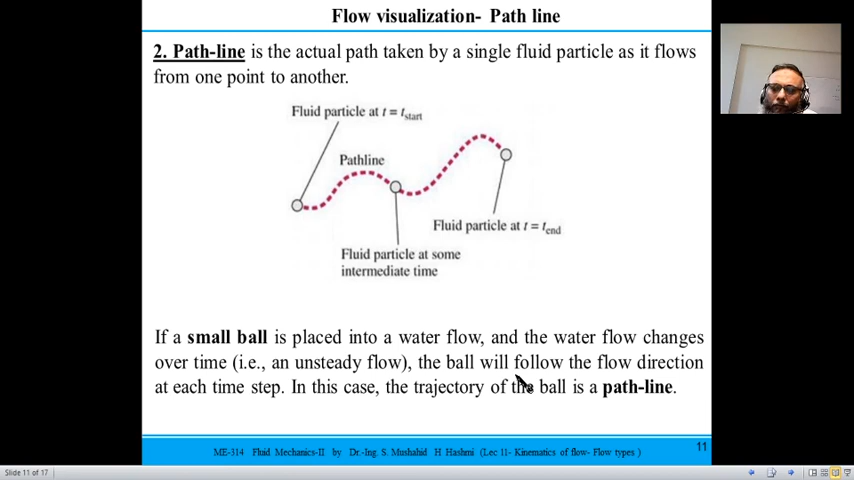 Flow visualization- Path line
2. Path-line is the actual path taken by a single fluid particle as it flows
from one point to another.
Fluid particle at t = tstart
Pathline
Fluid particle at t = tend
Fluid particle at some
intermediate time
If a small ball is placed into a water flow, and the water flow changes
over time (i.e., an unsteady flow), the ball will follow the flow direction
at each time step. In this case, the trajectory of the ball is a path-line.
ME-314 Fluid Mechanics-II by Dr.-Ing. S. Mushahid H Hashmi (Lec 11- Kinematics of flow- Flow types )
11
Slide 11 of 17